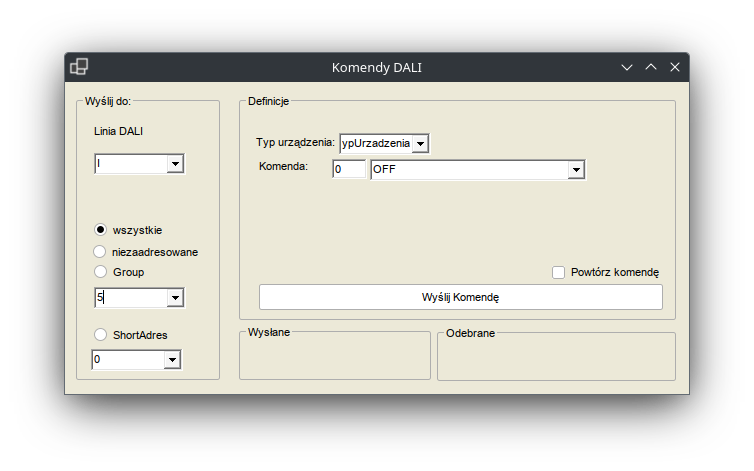 Komendy DALI
Wyślij do:
Linia DALI
I
wszystkie
niezaadresowane
Group
5
ShortAdres
0
Definicje
Typ urządzenia: ypUrzadzenia
Komenda: 0 OFF
Powtórz komendę
Wyślij Komendę
Wysłane
Odebrane